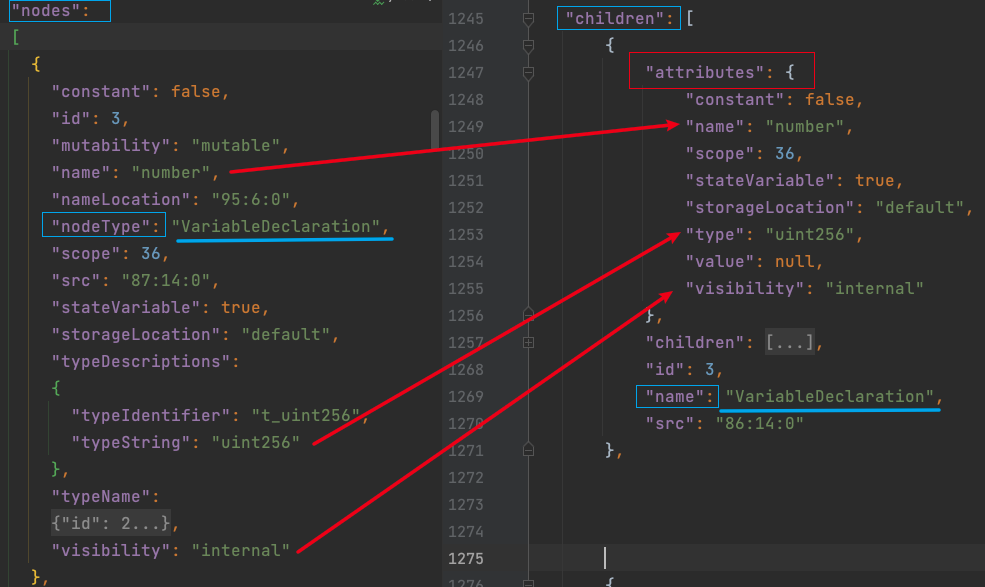 "nodes":
[
{
"constant": false,
"id": 3,
"mutability": "mutable",
"name": "number",
"nameLocation": "95:6:0",
"nodeType": "VariableDeclaration",
"scope": 36,
"src": "87:14:0",
"stateVariable": true,
"storageLocation": "default",
"typeDescriptions":
{
"typeIdentifier": "t_uint256",
"typeString": "uint256"
},
"typeName":
{"id": 2...},
"visibility": "internal"
},
1245 "children": [
1246 {
1247 "attributes": {
1248 "constant": false,
1249 "name": "number",
1250 "scope": 36,
1251 "stateVariable": true,
1252 "storageLocation": "default",
1253 "type": "uint256",
1254 "value": null,
1255 "visibility": "internal"
1256 },
1257 "children": [...],
1268 "id": 3,
1269 "name": "VariableDeclaration",
1270 "src": "86:14:0"
1271 },
1272
1273
1274
1275
1276 {